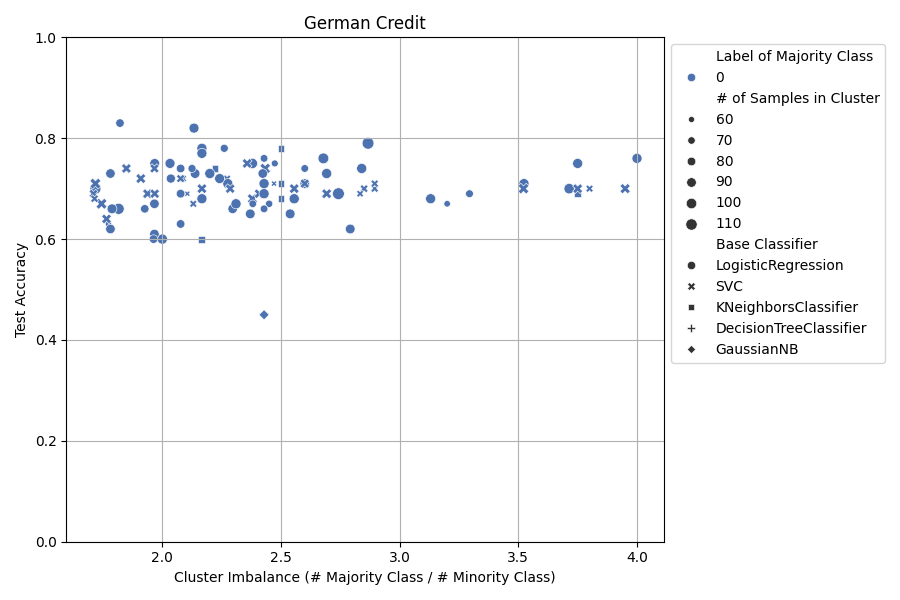 German Credit
1.0
0.8
0.6
0.4
0.2
0.0
Test Accuracy
2.0 2.5 3.0 3.5 4.0
Cluster Imbalance (# Majority Class / # Minority Class)
Label of Majority Class
0
# of Samples in Cluster
60
70
80
90
100
110
Base Classifier
LogisticRegression
SVC
KNeighborsClassifier
DecisionTreeClassifier
GaussianNB